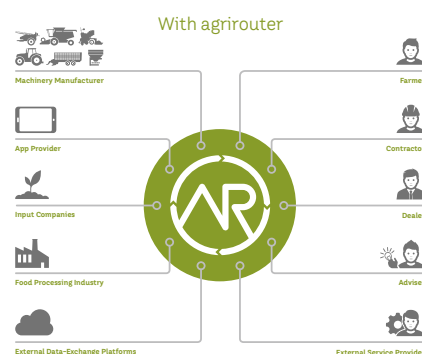 With agrirouter
Machinery Manufacturer
Farme
App Provider
Contracto
AR
Input Companies
Deale
Food Processing Industry
Advise
External Data-Exchange Platforms
External Service Provide